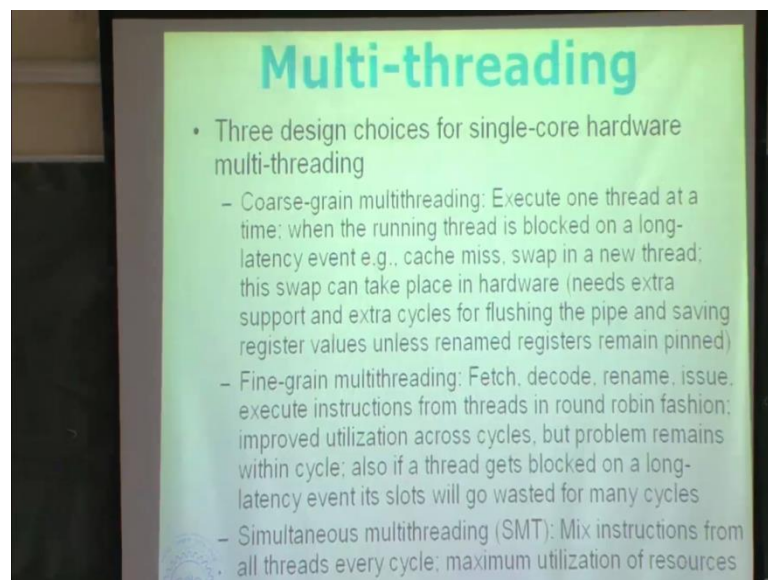 Multi-threading
• Three design choices for single-core hardware
multi-threading
– Coarse-grain multithreading: Execute one thread at a
time; when the running thread is blocked on a long-
latency event e.g., cache miss, swap in a new thread;
this swap can take place in hardware (needs extra
support and extra cycles for flushing the pipe and saving
register values unless renamed registers remain pinned)
– Fine-grain multithreading: Fetch, decode, rename, issue,
execute instructions from threads in round robin fashion;
improved utilization across cycles, but problem remains
within cycle; also if a thread gets blocked on a long-
latency event its slots will go wasted for many cycles
– Simultaneous multithreading (SMT): Mix instructions from
all threads every cycle; maximum utilization of resources